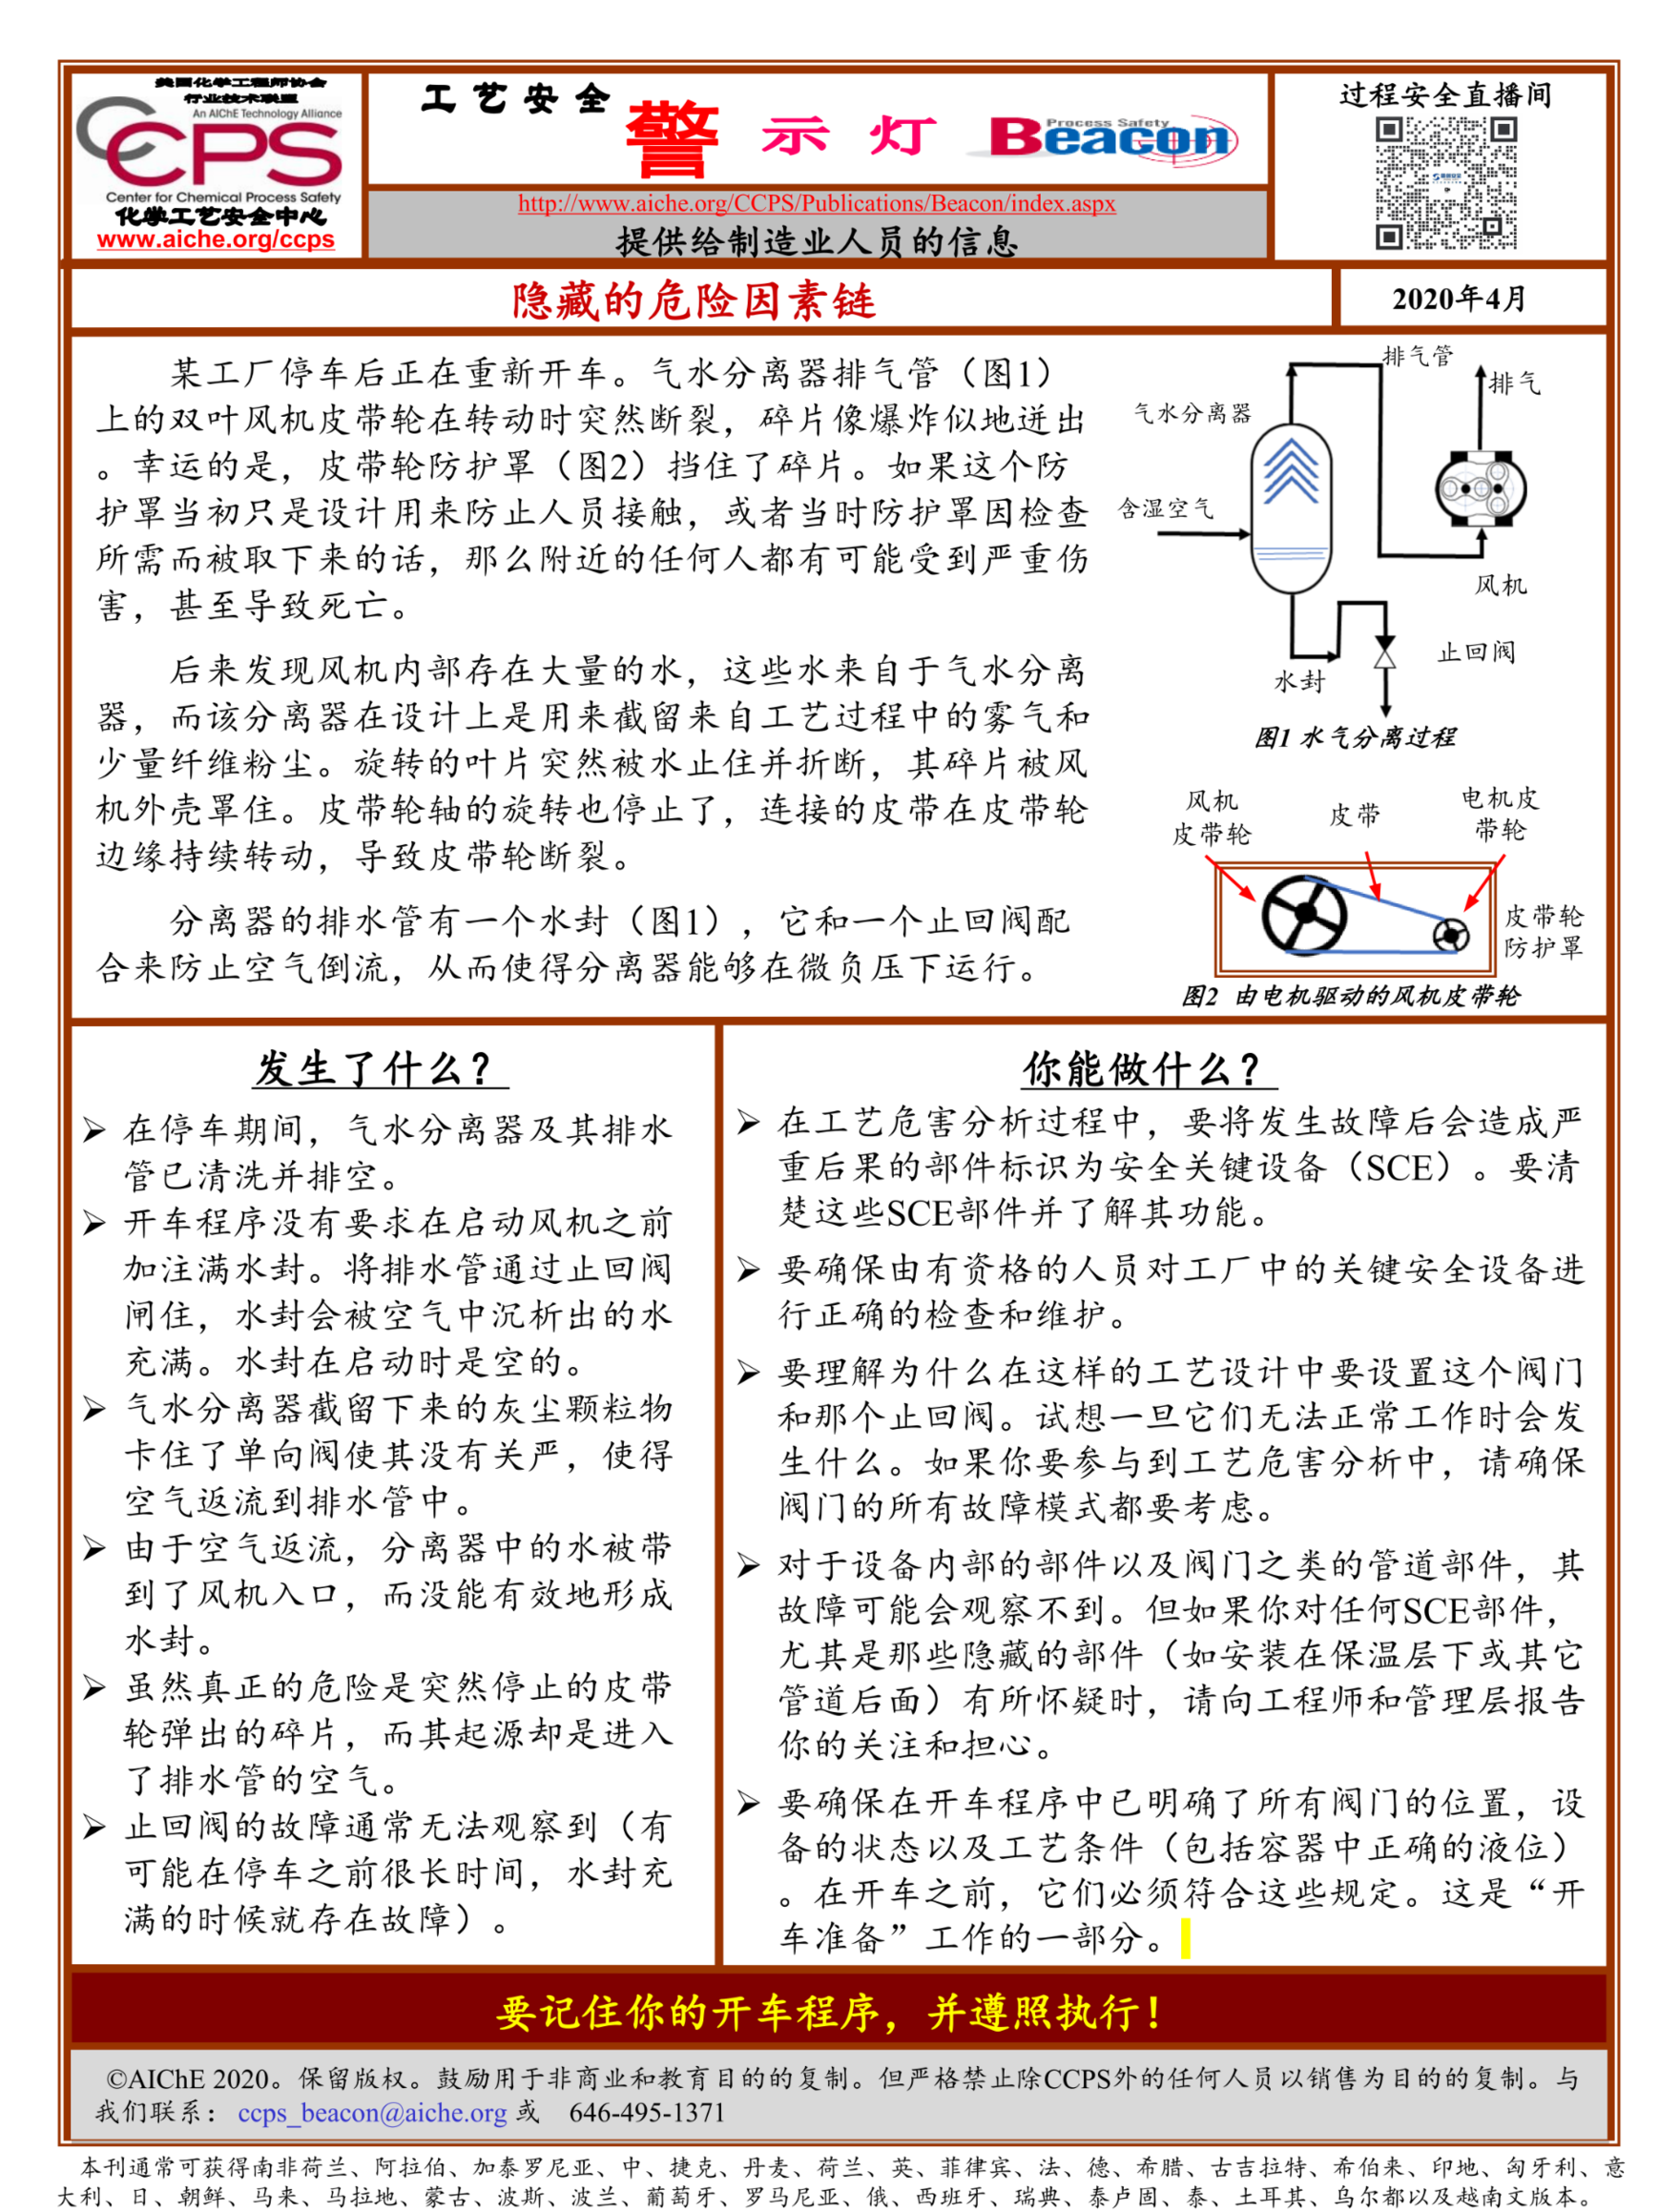 美国化学工程师协会
行业技术联盟
An AIChE Technology Alliance
CCPS
Center for Chemical Process Safety
化学工艺安全中心
www.aiche.org/ccps
工艺安全
警示灯
Process Safety
Beacon
http://www.aiche.org/CCPS/Publications/Beacon/index.aspx
提供给制造业人员的信息
过程安全直播间
隐藏的危险因素链
2020年4月
某工厂停车后正在重新开车。气水分离器排气管（图1）
上的双叶风机皮带轮在转动时突然断裂，碎片像爆炸似地迸出
。幸运的是，皮带轮防护罩（图2）挡住了碎片。如果这个防
护罩当初只是设计用来防止人员接触，或者当时防护罩因检查
所需而被取下来的话，那么附近的任何人都有可能受到严重伤
害，甚至导致死亡。
后来发现风机内部存在大量的水，这些水来自于气水分离
器，而该分离器在设计上是用来截留来自工艺过程中的雾气和
少量纤维粉尘。旋转的叶片突然被水止住并折断，其碎片被风
机外壳罩住。皮带轮轴的旋转也停止了，连接的皮带在皮带轮
边缘持续转动，导致皮带轮断裂。
分离器的排水管有一个水封（图1），它和一个止回阀配
合来防止空气倒流，从而使得分离器能够在微负压下运行。
排气管
排气
气水分离器
含湿空气
风机
止回阀
水封
图1 水气分离过程
风机
皮带轮
皮带
电机皮
带轮
皮带轮
防护罩
图2 由电机驱动的风机皮带轮
发生了什么？
➢ 在停车期间，气水分离器及其排水
管已清洗并排空。
➢ 开车程序没有要求在启动风机之前
加注满水封。将排水管通过止回阀
闸住，水封会被空气中沉析出的水
充满。水封在启动时是空的。
➢ 气水分离器截留下来的灰尘颗粒物
卡住了单向阀使其没有关严，使得
空气返流到排水管中。
➢ 由于空气返流，分离器中的水被带
到了风机入口，而没能有效地形成
水封。
➢ 虽然真正的危险是突然停止的皮带
轮弹出的碎片，而其起源却是进入
了排水管的空气。
➢ 止回阀的故障通常无法观察到（有
可能在停车之前很长时间，水封充
满的时候就存在故障）。
你能做什么？
➢ 在工艺危害分析过程中，要将发生故障后会造成严
重后果的部件标识为安全关键设备（SCE）。要清
楚这些SCE部件并了解其功能。
➢ 要确保由有资格的人员对工厂中的关键安全设备进
行正确的检查和维护。
➢ 要理解为什么在这样的工艺设计中要设置这个阀门
和那个止回阀。试想一旦它们无法正常工作时会发
生什么。如果你要参与到工艺危害分析中，请确保
阀门的所有故障模式都要考虑。
➢ 对于设备内部的部件以及阀门之类的管道部件，其
故障可能会观察不到。但如果你对任何SCE部件，
尤其是那些隐藏的部件（如安装在保温层下或其它
管道后面）有所怀疑时，请向工程师和管理层报告
你的关注和担心。
➢ 要确保在开车程序中已明确了所有阀门的位置，设
备的状态以及工艺条件（包括容器中正确的液位）
。在开车之前，它们必须符合这些规定。这是“开
车准备”工作的一部分。
要记住你的开车程序，并遵照执行！
©AIChE 2020。保留版权。鼓励用于非商业和教育目的的复制。但严格禁止除CCPS外的任何人员以销售为目的的复制。与
我们联系： ccps_beacon@aiche.org 或 646-495-1371
本刊通常可获得南非荷兰、阿拉伯、加泰罗尼亚、中、捷克、丹麦、荷兰、英、菲律宾、法、德、希腊、古吉拉特、希伯来、印地、匈牙利、意
大利、日、朝鲜、马来、马拉地、蒙古、波斯、波兰、葡萄牙、罗马尼亚、俄、西班牙、瑞典、泰卢固、泰、土耳其、乌尔都以及越南文版本。